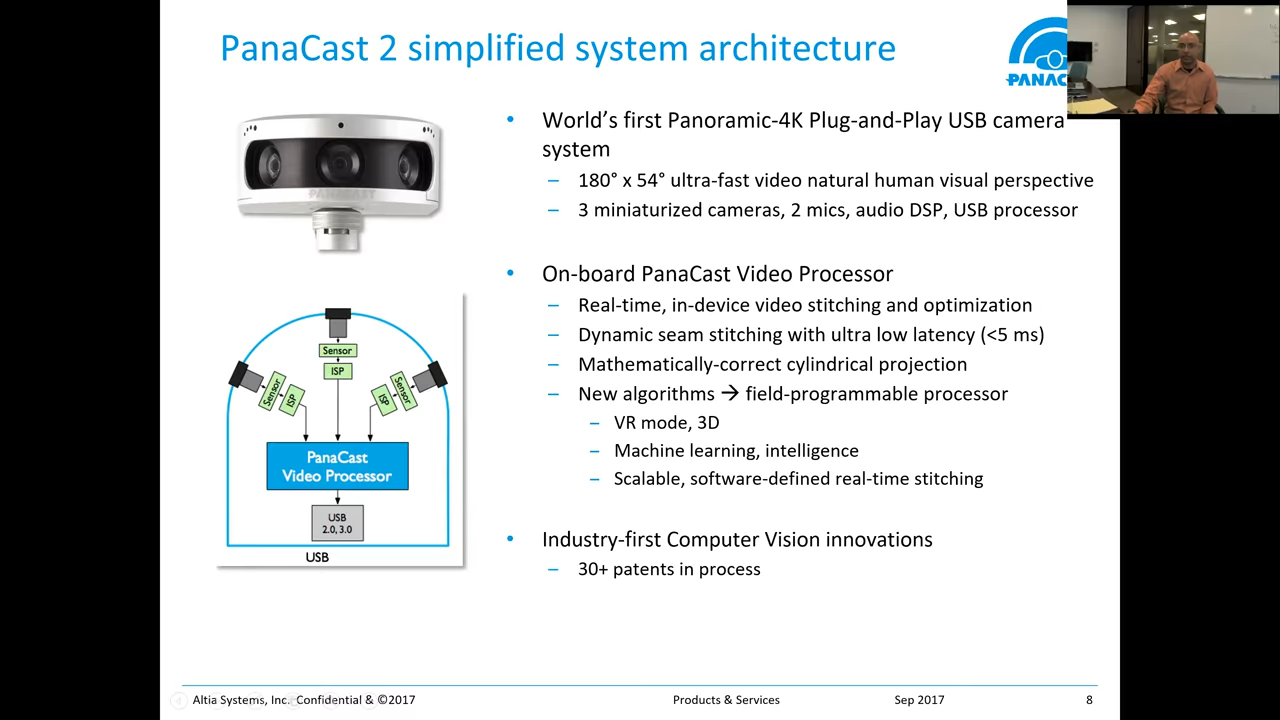 PanaCast 2 simplified system architecture
PANAC
• World’s first Panoramic-4K Plug-and-Play USB camera
system
– 180° x 54° ultra-fast video natural human visual perspective
– 3 miniaturized cameras, 2 mics, audio DSP, USB processor
PANACAST
• On-board PanaCast Video Processor
– Real-time, in-device video stitching and optimization
– Dynamic seam stitching with ultra low latency (<5 ms)
– Mathematically-correct cylindrical projection
– New algorithms → field-programmable processor
– VR mode, 3D
– Machine learning, intelligence
– Scalable, software-defined real-time stitching
• Industry-first Computer Vision innovations
– 30+ patents in process
Sensor
ISP
Sensor
ISP
Sensor
ISP
PanaCast
Video Processor
USB
2.0, 3.0
USB
Altia Systems, Inc. Confidential & ©2017
Products & Services
Sep 2017
8